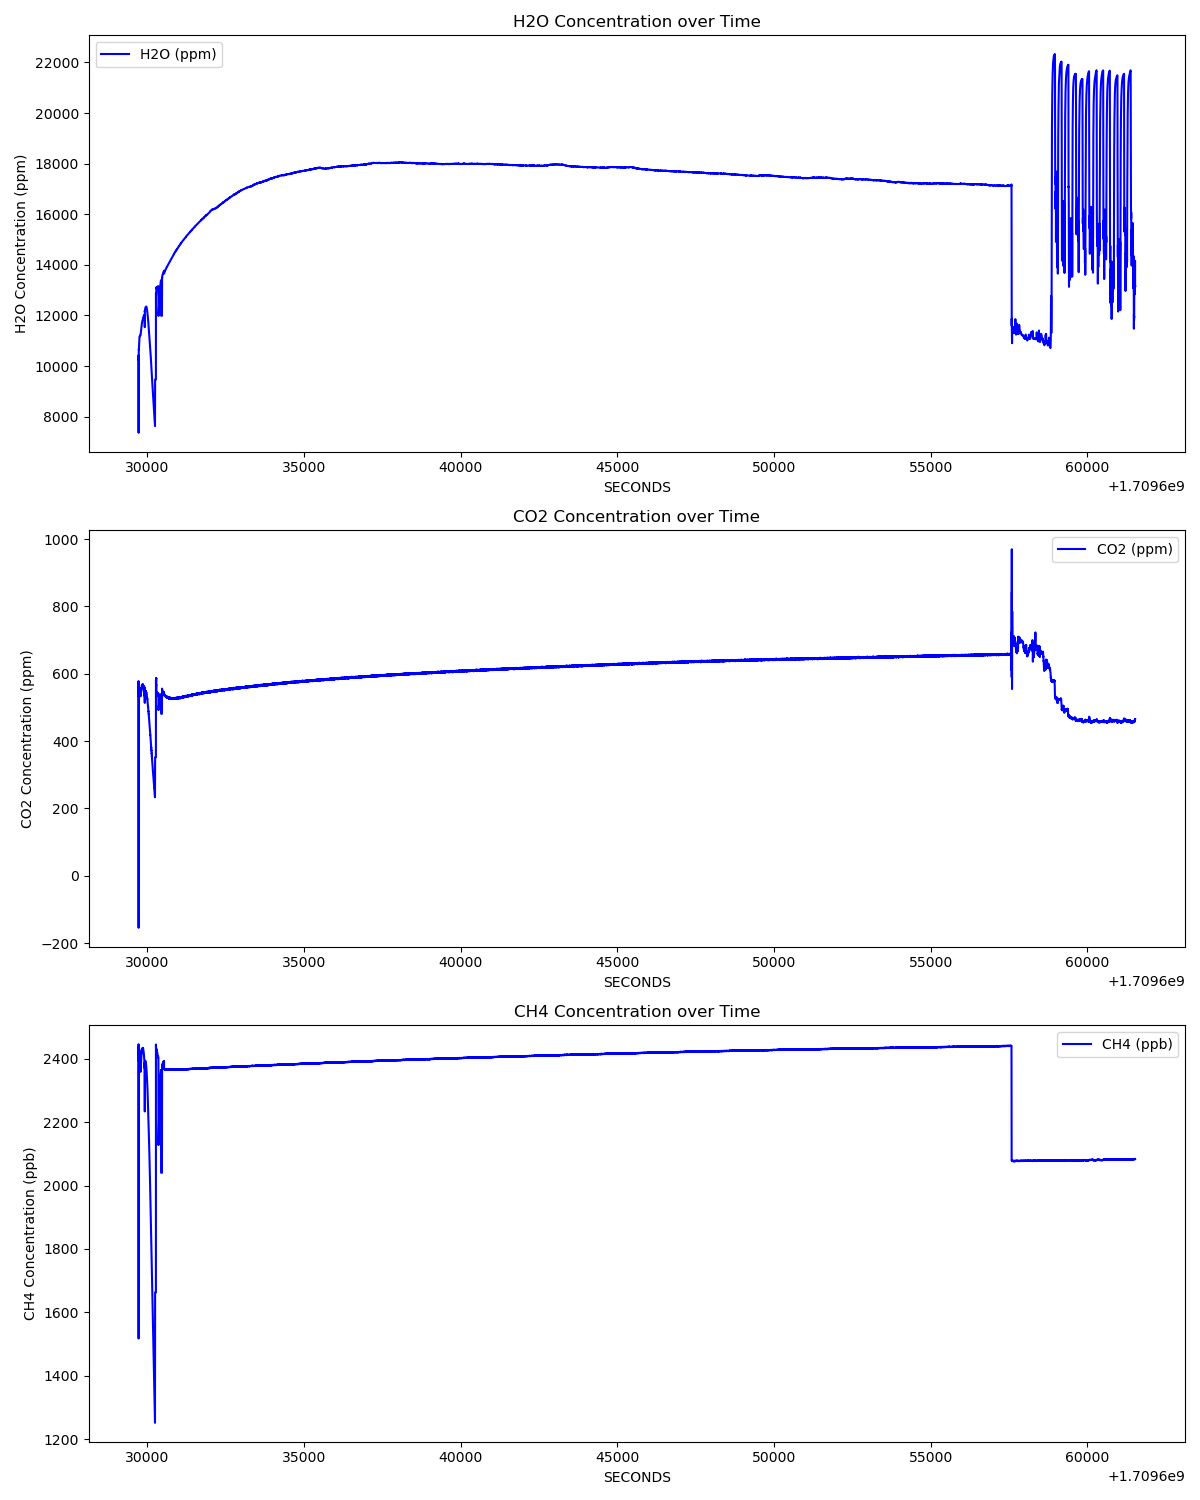 H2O Concentration over Time
H2O (ppm)
22000
20000
18000
16000
14000
12000
10000
8000
H2O Concentration (ppm)
30000 35000 40000 45000 50000 55000 60000
SECONDS
+1.7096e9
CO2 Concentration over Time
CO2 (ppm)
1000
800
600
400
200
0
−200
CO2 Concentration (ppm)
30000 35000 40000 45000 50000 55000 60000
SECONDS
+1.7096e9
CH4 Concentration over Time
CH4 (ppb)
2400
2200
2000
1800
1600
1400
1200
CH4 Concentration (ppb)
30000 35000 40000 45000 50000 55000 60000
SECONDS
+1.7096e9